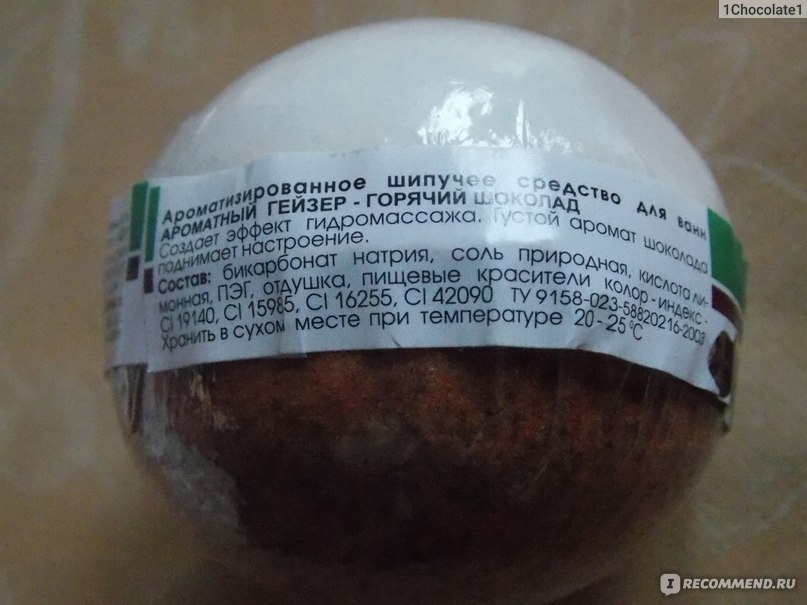 1Chocolate1
Ароматизированное шипучее средство для ванн
АРОМАТНЫЙ ГЕЙЗЕР - ГОРЯЧИЙ ШОКОЛАД
Создает эффект гидромассажа. Густой аромат шоколада
поднимает настроение.
Состав: бикарбонат натрия, соль природная, кислота ли-
монная, ПЭГ, отдушка, пищевые красители колор-индекс-
CI 19140, CI 15985, CI 16255, CI 42090 ТУ 9158-023-58820216-2003
Хранить в сухом месте при температуре 20-25°С
I RECOMMEND.RU